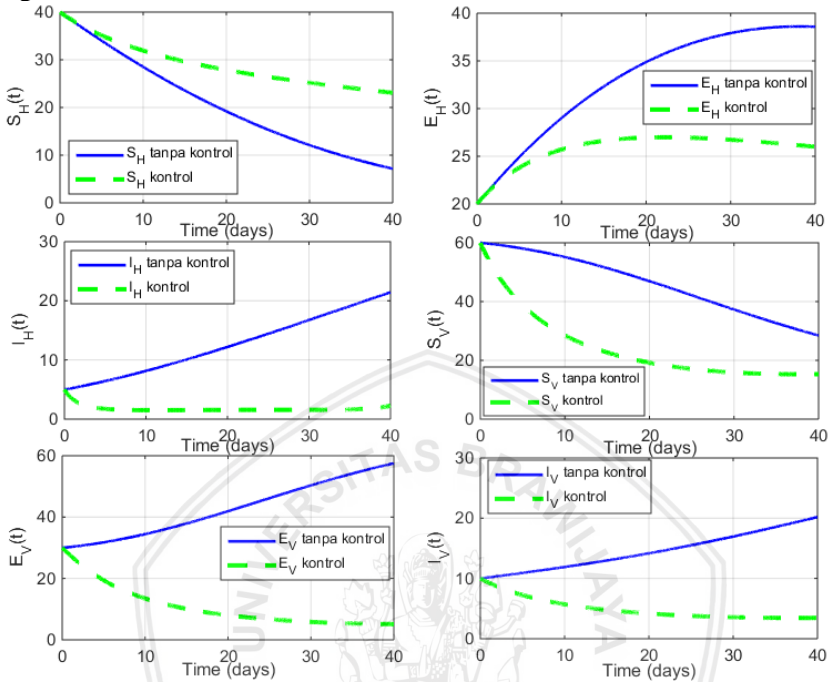 40
30
20
10
0
S_H(t)
S_H tanpa kontrol
S_H kontrol
0 10 20 30 40
Time (days)
40
35
30
25
20
E_H(t)
E_H tanpa kontrol
E_H kontrol
0 10 20 30 40
Time (days)
30
20
10
0
I_H(t)
I_H tanpa kontrol
I_H kontrol
0 10 20 30 40
Time (days)
60
40
20
0
S_V(t)
S_V tanpa kontrol
S_V kontrol
0 10 20 30 40
Time (days)
60
40
20
0
E_V(t)
E_V tanpa kontrol
E_V kontrol
0 10 20 30 40
Time (days)
30
20
10
0
I_V(t)
I_V tanpa kontrol
I_V kontrol
0 10 20 30 40
Time (days)
UNIVERSITAS BRAWIJAYA